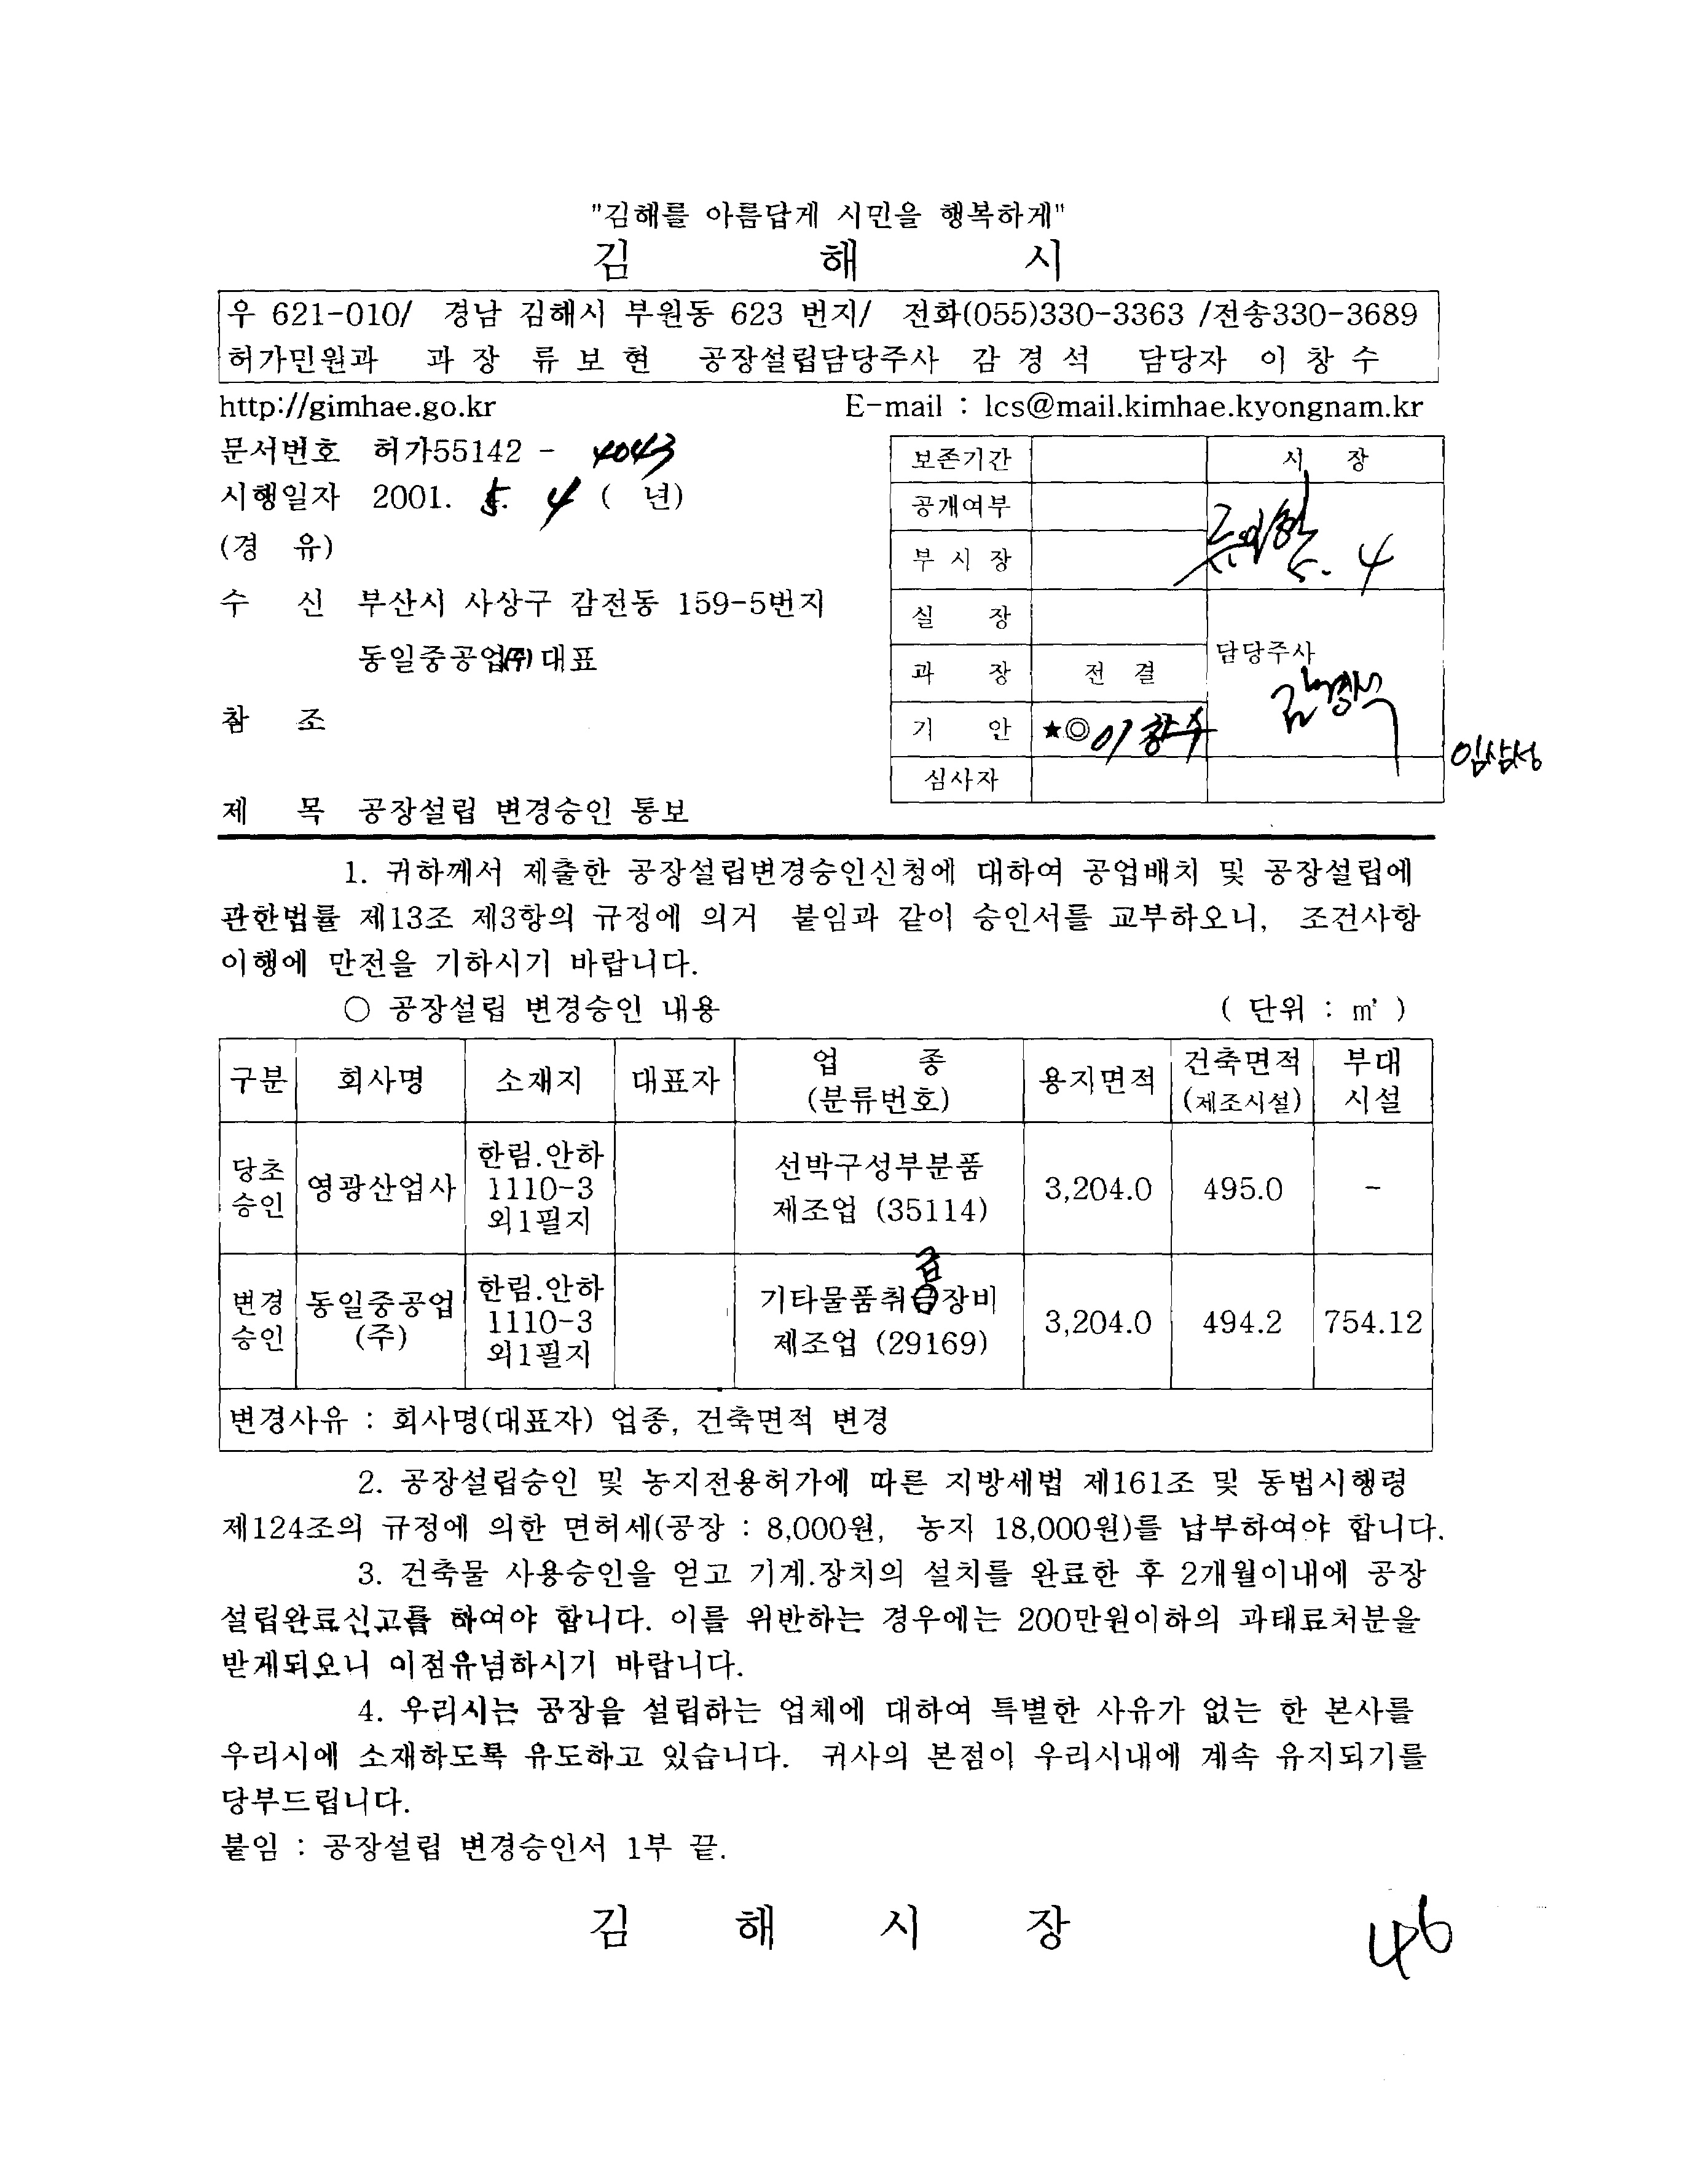 "김해를 아름답게 시민을 행복하게"
김 해 시
우 621-010/ 경남 김해시 부원동 623 번지/ 전화(055)330-3363 /전송330-3689
허가민원과 과 장 류 보 현 공장설립담당주사 감 경 석 담당자 이 창 수
http://gimhae.go.kr E-mail : lcs@mail.kimhae.kyongnam.kr
문서번호 허가55142 - 4043
시행일자 2001. 5. 4 ( 년)
(경 유)
수 신 부산시 사상구 감전동 159-5번지
동일중공업(주) 대표
참 조
제 목 공장설립 변경승인 통보
보존기간 시 장
공개여부
부 시 장 5. 4
실 장
과 장 전 결 담당주사
기 안 ★◎ 이창수 감경석
심사자
임삼성
1. 귀하께서 제출한 공장설립변경승인신청에 대하여 공업배치 및 공장설립에
관한법률 제13조 제3항의 규정에 의거 붙임과 같이 승인서를 교부하오니, 조건사항
이행에 만전을 기하시기 바랍니다.
○ 공장설립 변경승인 내용 ( 단위 : ㎡ )
구분 회사명 소재지 대표자 업 종 (분류번호) 용지면적 건축면적 (제조시설) 부대 시설
당초 승인 영광산업사 한림.안하 1110-3 외1필지 선박구성부분품 제조업 (35114) 3,204.0 495.0 -
변경 승인 동일중공업 (주) 한림.안하 1110-3 외1필지 기타물품취급장비 제조업 (29169) 3,204.0 494.2 754.12
변경사유 : 회사명(대표자) 업종, 건축면적 변경
2. 공장설립승인 및 농지전용허가에 따른 지방세법 제161조 및 동법시행령
제124조의 규정에 의한 면허세(공장 : 8,000원, 농지 18,000원)를 납부하여야 합니다.
3. 건축물 사용승인을 얻고 기계.장치의 설치를 완료한 후 2개월이내에 공장
설립완료신고를 하여야 합니다. 이를 위반하는 경우에는 200만원이하의 과태료처분을
받게되오니 이점유념하시기 바랍니다.
4. 우리시는 공장을 설립하는 업체에 대하여 특별한 사유가 없는 한 본사를
우리시에 소재하도록 유도하고 있습니다. 귀사의 본점이 우리시내에 계속 유지되기를
당부드립니다.
붙임 : 공장설립 변경승인서 1부 끝.
김 해 시 장
46